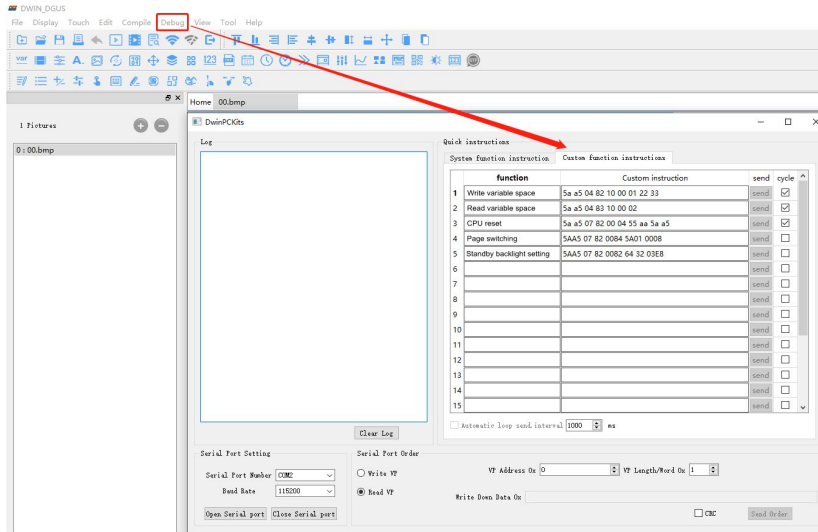 DWIN_DGUS
File Display Touch Edit Compile Debug View Tool Help
Home 00.bmp
1 Pictures
0 : 00.bmp
DwinPCKits
Log
Quick instructions
System function instruction Custom function instructions
function Custom instruction send cycle
1 Write variable space 5a a5 04 82 10 00 01 22 33 send
2 Read variable space 5a a5 04 83 10 00 02 send
3 CPU reset 5a a5 07 82 00 04 55 aa 5a a5 send
4 Page switching 5AA5 07 82 0084 5A01 0008 send
5 Standby backlight setting 5AA5 07 82 0082 64 32 03E8 send
6 send
7 send
8 send
9 send
10 send
11 send
12 send
13 send
14 send
15 send
Automatic loop send,interval 1000 ms
Clear Log
Serial Port Setting
Serial Port Number COM2
Baud Rate 115200
Open Serial port Close Serial port
Serial Port Order
Write VP
Read VP
VP Address 0x 0 VP Length/Word 0x 1
Write Down Data 0x
CRC Send Order